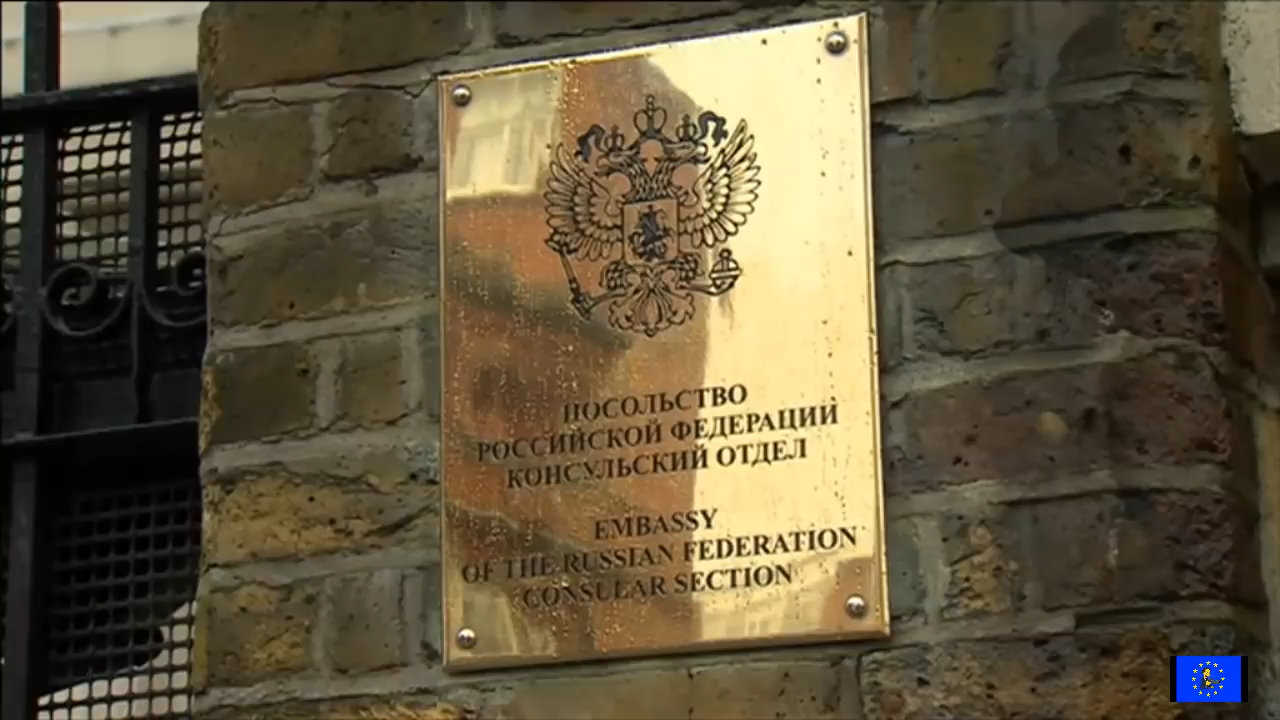 ПОСОЛЬСТВО
РОССИЙСКОЙ ФЕДЕРАЦИИ
КОНСУЛЬСКИЙ ОТДЕЛ
EMBASSY
OF THE RUSSIAN FEDERATION
CONSULAR SECTION